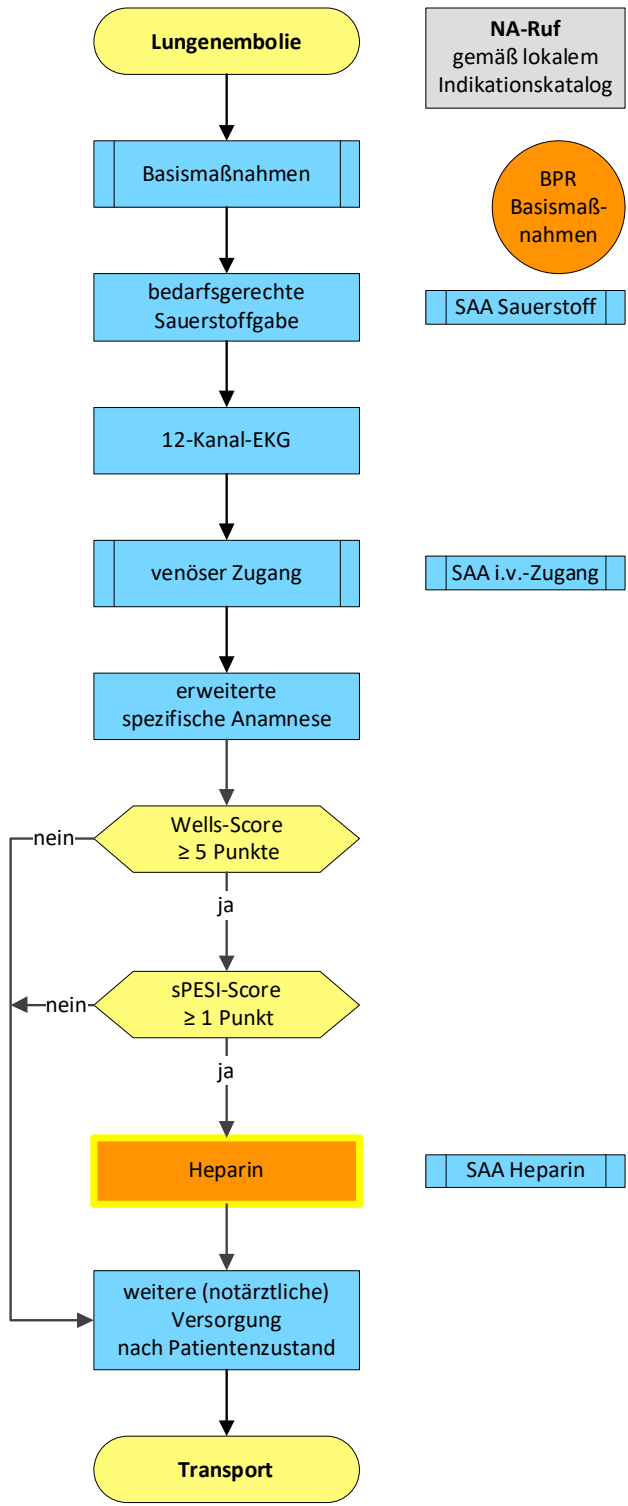 Lungenembolie
NA-Ruf
gemäß lokalem
Indikationskatalog
Basismaßnahmen
BPR
Basismaß-
nahmen
bedarfsgerechte
Sauerstoffgabe
SAA Sauerstoff
12-Kanal-EKG
venöser Zugang
SAA i.v.-Zugang
erweiterte
spezifische Anamnese
Wells-Score
≥ 5 Punkte
nein
ja
sPESI-Score
≥ 1 Punkt
nein
ja
Heparin
SAA Heparin
weitere (notärztliche)
Versorgung
nach Patientenzustand
Transport